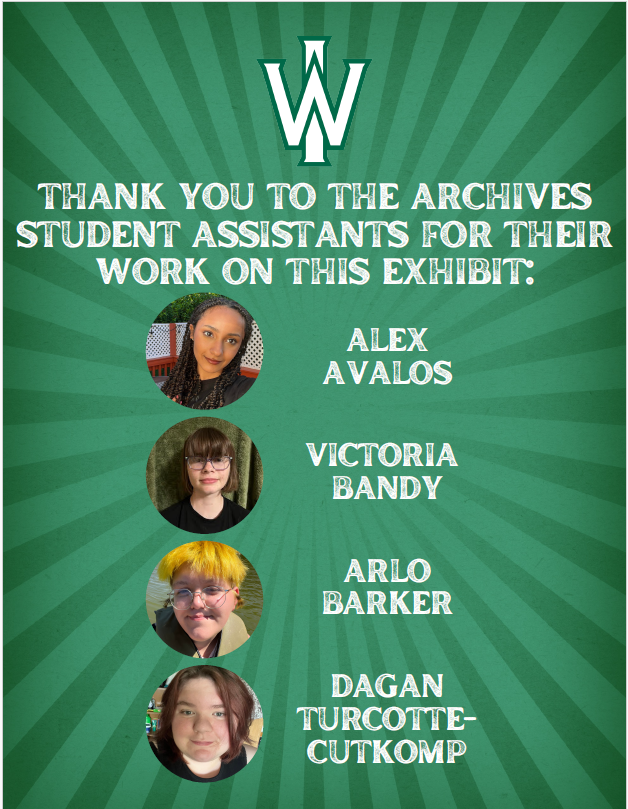 IW
THANK YOU TO THE ARCHIVES
STUDENT ASSISTANTS FOR THEIR
WORK ON THIS EXHIBIT:
ALEX
AVALOS
VICTORIA
BANDY
ARLO
BARKER
DAGAN
TURCOTTE-
CUTKOMP